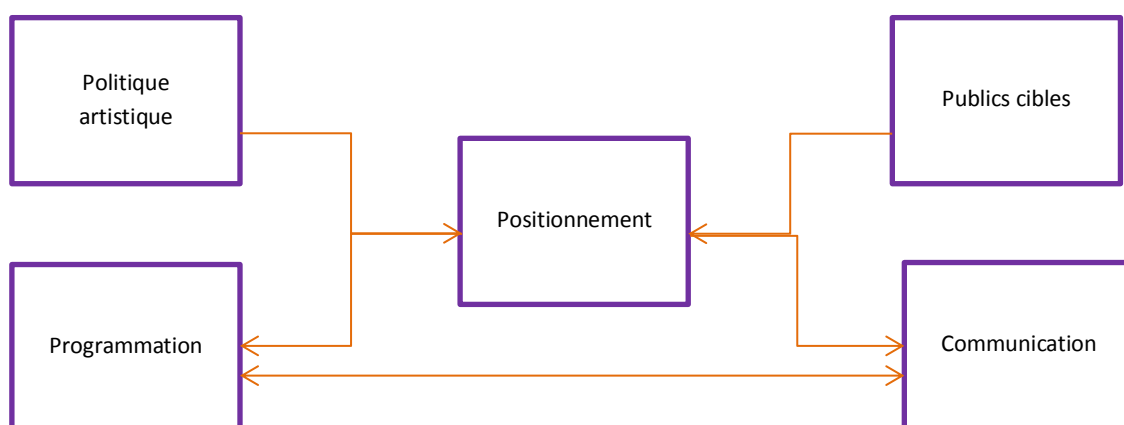 Politique
artistique
Publics cibles
Positionnement
Programmation
Communication